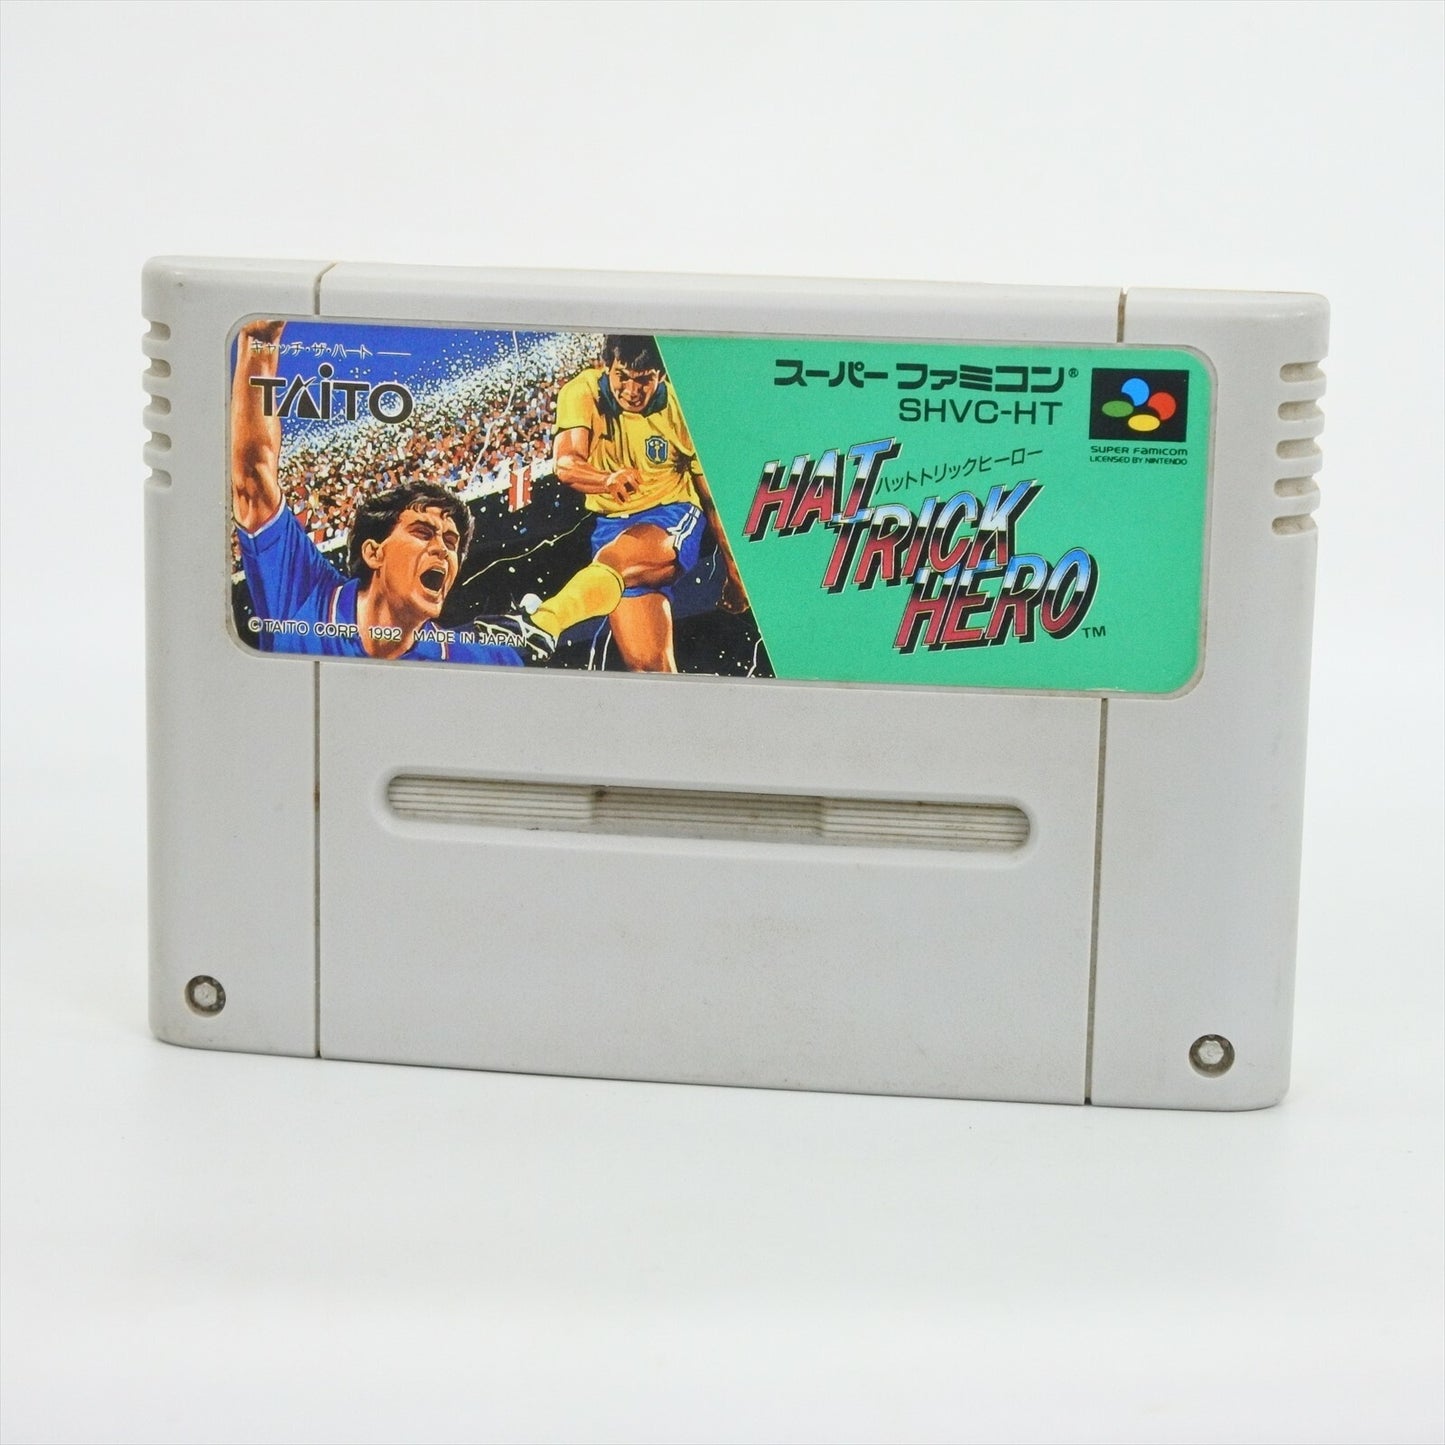 キャッチ・ザ・ハート
TAITO
© TAITO CORP. 1992 MADE IN JAPAN
スーパーファミコン®
SHVC-HT
SUPER FAMICOM
LICENSED BY NINTENDO
ハットトリックヒーロー
HAT
TRICK
HERO™